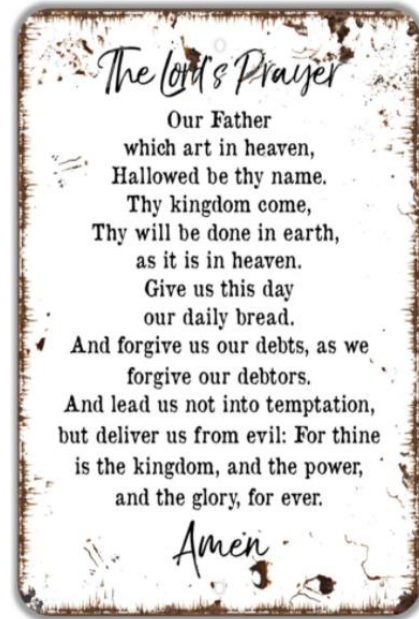 The Lord's Prayer
Our Father
which art in heaven,
Hallowed be thy name.
Thy kingdom come,
Thy will be done in earth,
as it is in heaven.
Give us this day
our daily bread.
And forgive us our debts, as we
forgive our debtors.
And lead us not into temptation,
but deliver us from evil: For thine
is the kingdom, and the power,
and the glory, for ever.
Amen